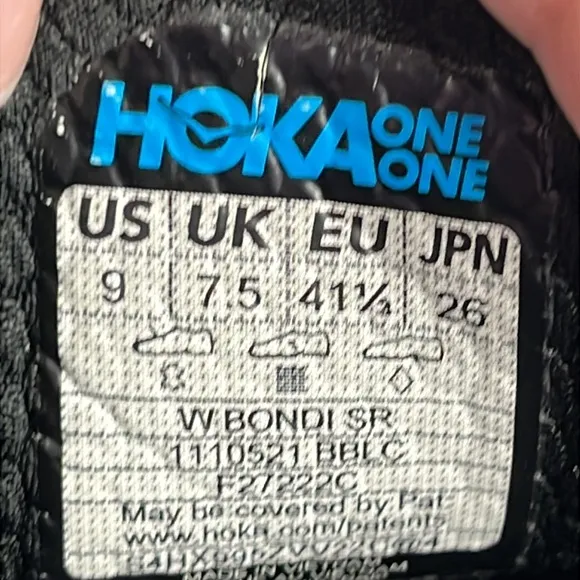 HOKA ONE ONE
US UK EU JPN
9 7.5 41⅓ 26
W BONDI SR
1110521 BBLC
F27222C
May be covered by Pat
www.hoka.com/patents